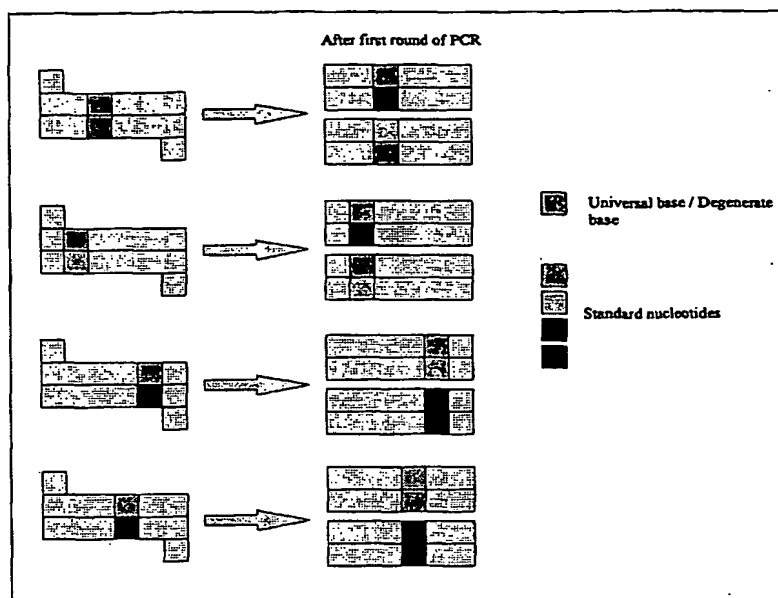 After first round of PCR
Universal base / Degenerate
base
Standard nucleotides